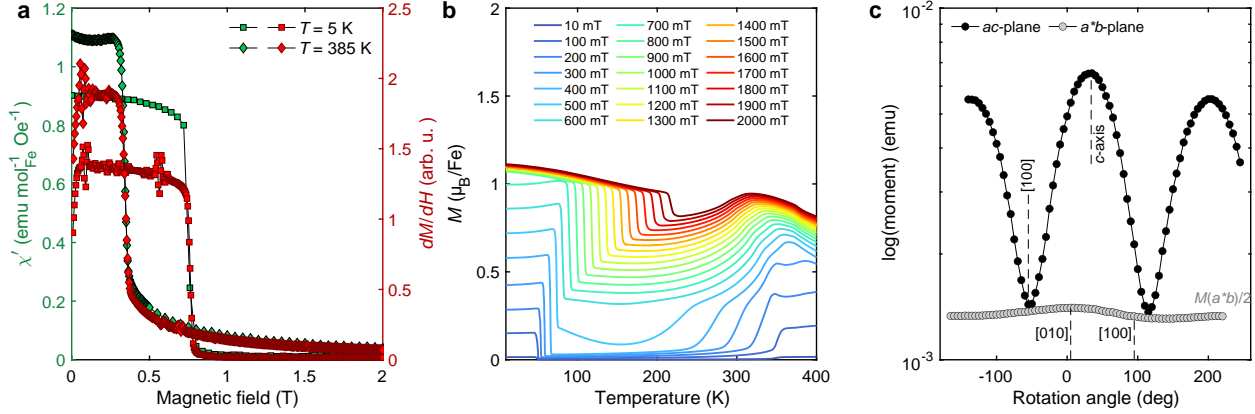 a
T = 5 K
T = 385 K
χ′ (emu mol⁻¹_Fe Oe⁻¹)
1.2
1
0.8
0.6
0.4
0.2
0
2.5
2
1.5
1
0.5
0
dM/dH (arb. u.)
0 0.5 1 1.5 2
Magnetic field (T)
b
10 mT 700 mT 1400 mT
100 mT 800 mT 1500 mT
200 mT 900 mT 1600 mT
300 mT 1000 mT 1700 mT
400 mT 1100 mT 1800 mT
500 mT 1200 mT 1900 mT
600 mT 1300 mT 2000 mT
M (μ_B/Fe)
2
1.5
1
0.5
0
100 200 300 400
Temperature (K)
c
ac-plane a*b-plane
log(moment) (emu)
10⁻²
10⁻³
[100]
c-axis
M(a*b)/2
[010] [100]
-100 0 100 200
Rotation angle (deg)